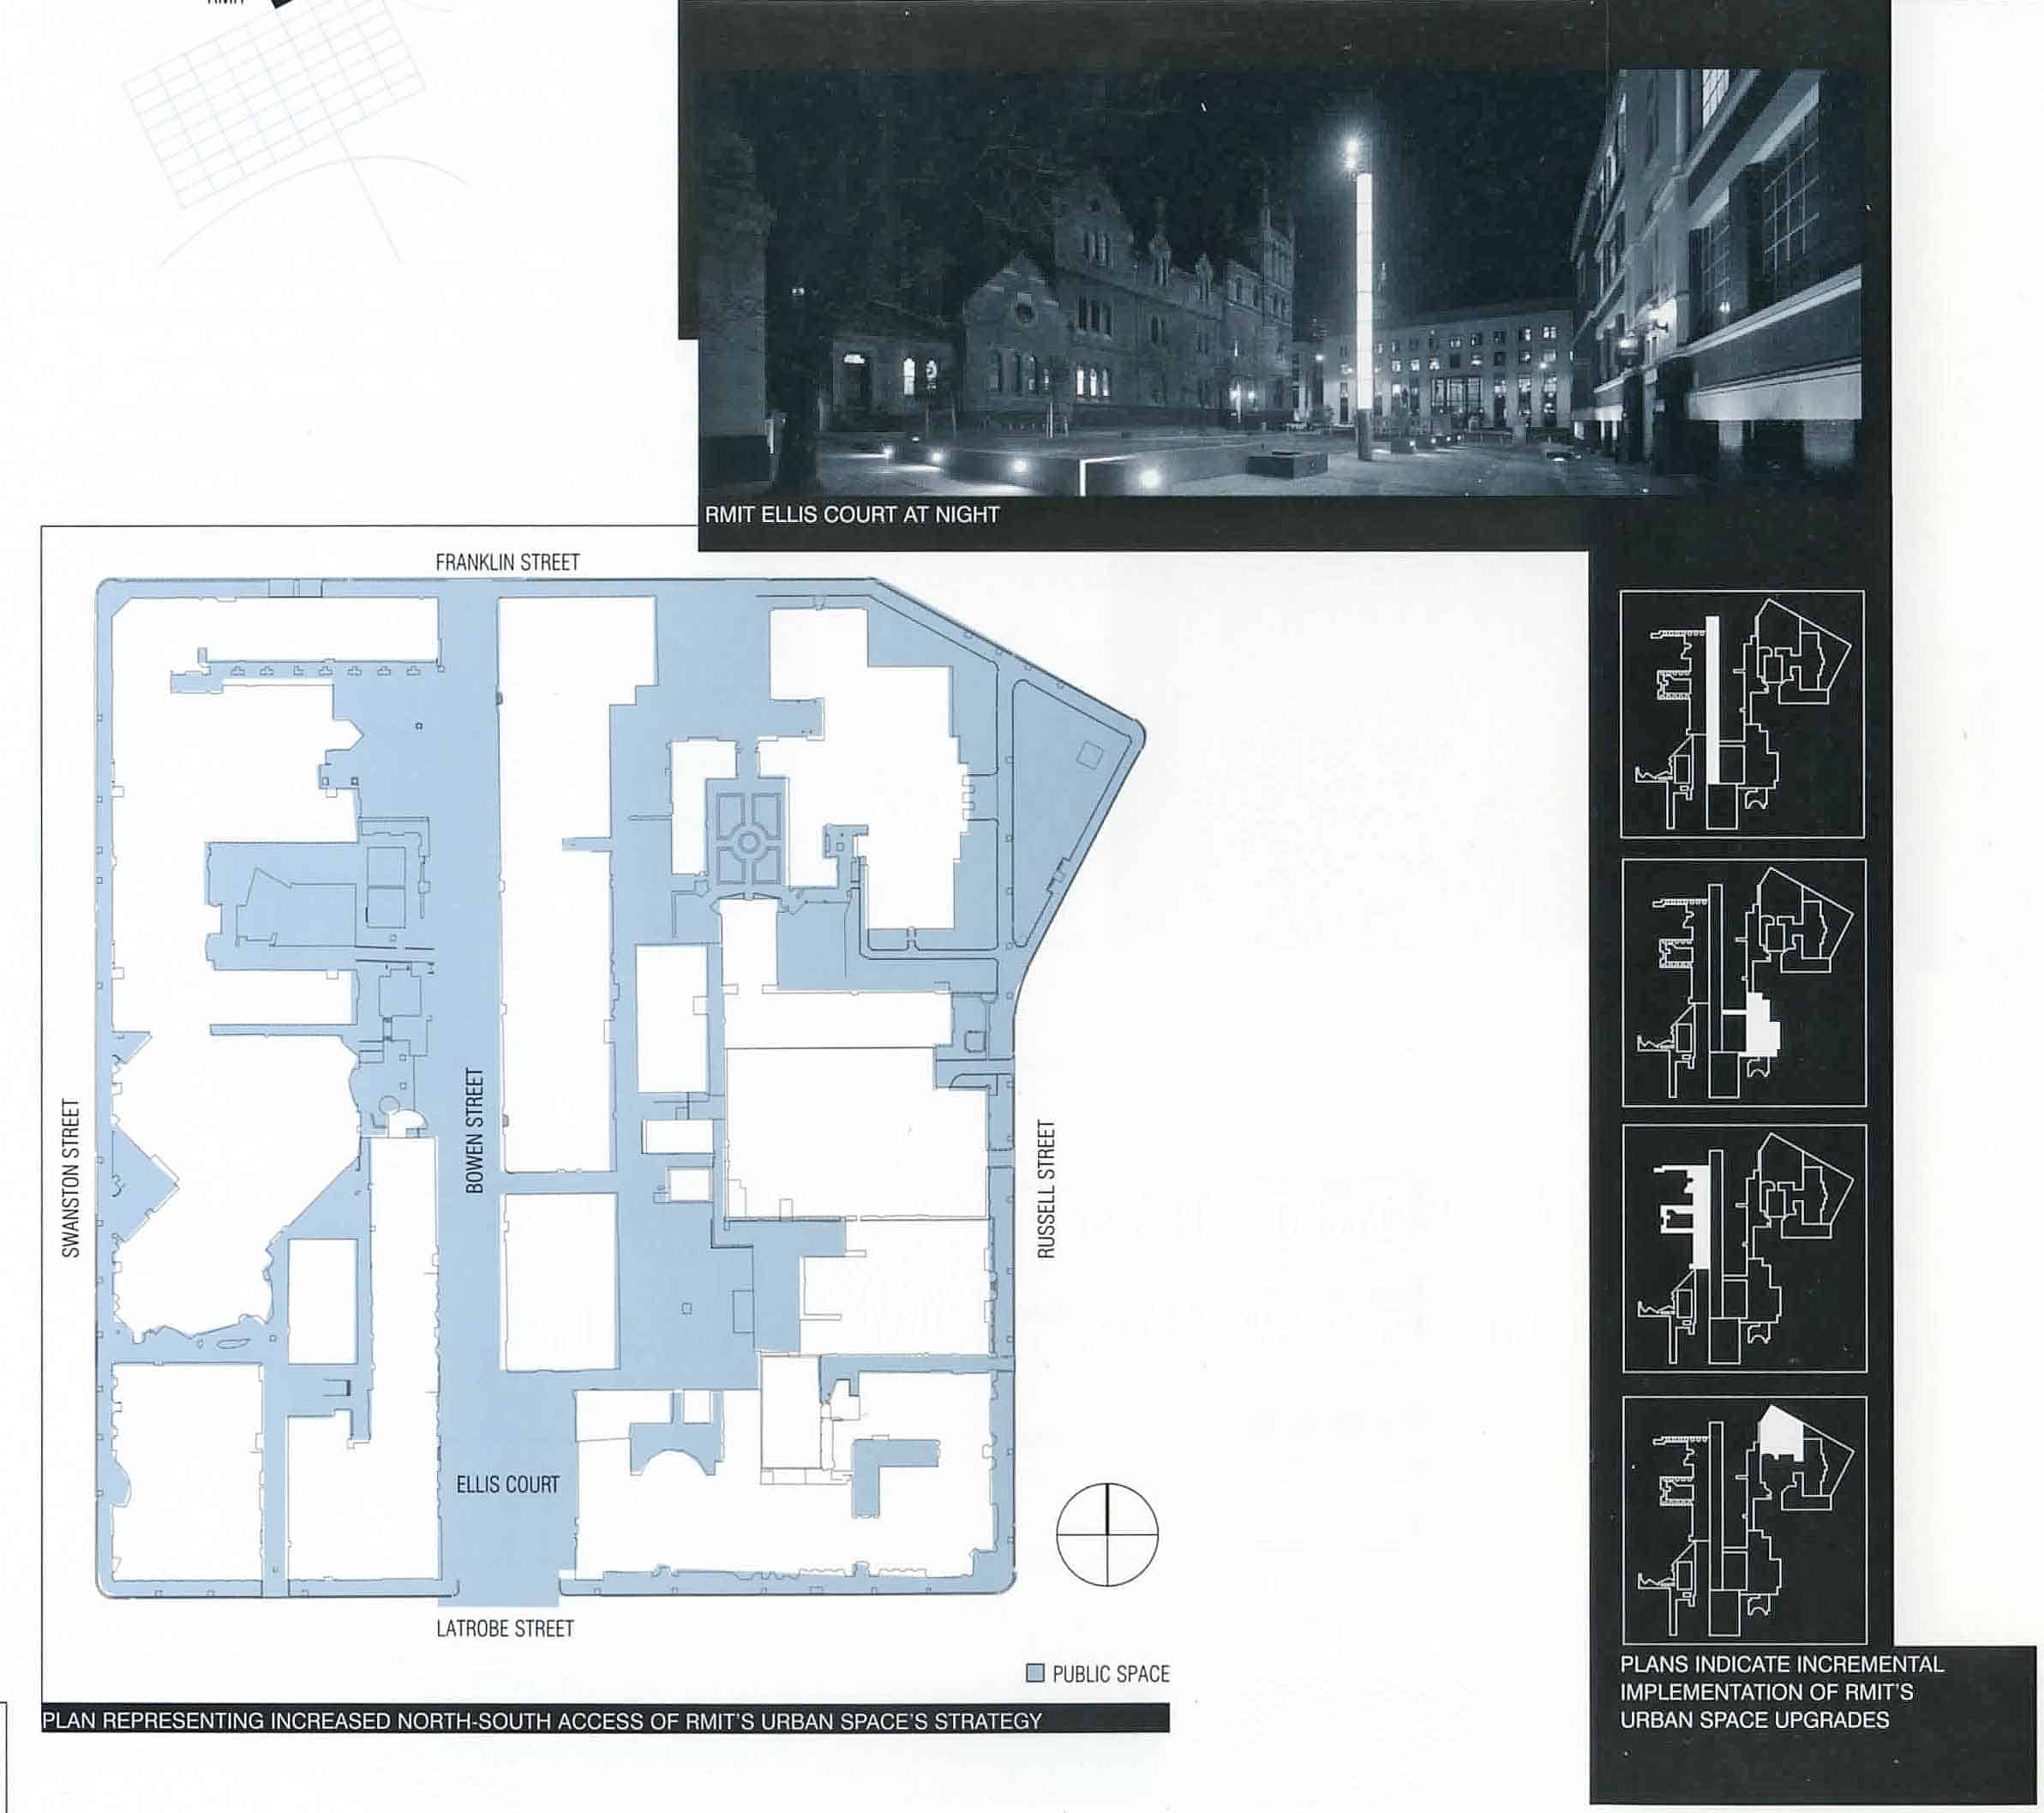 RMIT ELLIS COURT AT NIGHT
FRANKLIN STREET
SWANSTON STREET
BOWEN STREET
RUSSELL STREET
ELLIS COURT
LATROBE STREET
PUBLIC SPACE
PLAN REPRESENTING INCREASED NORTH-SOUTH ACCESS OF RMIT'S URBAN SPACE'S STRATEGY
PLANS INDICATE INCREMENTAL
IMPLEMENTATION OF RMIT'S
URBAN SPACE UPGRADES